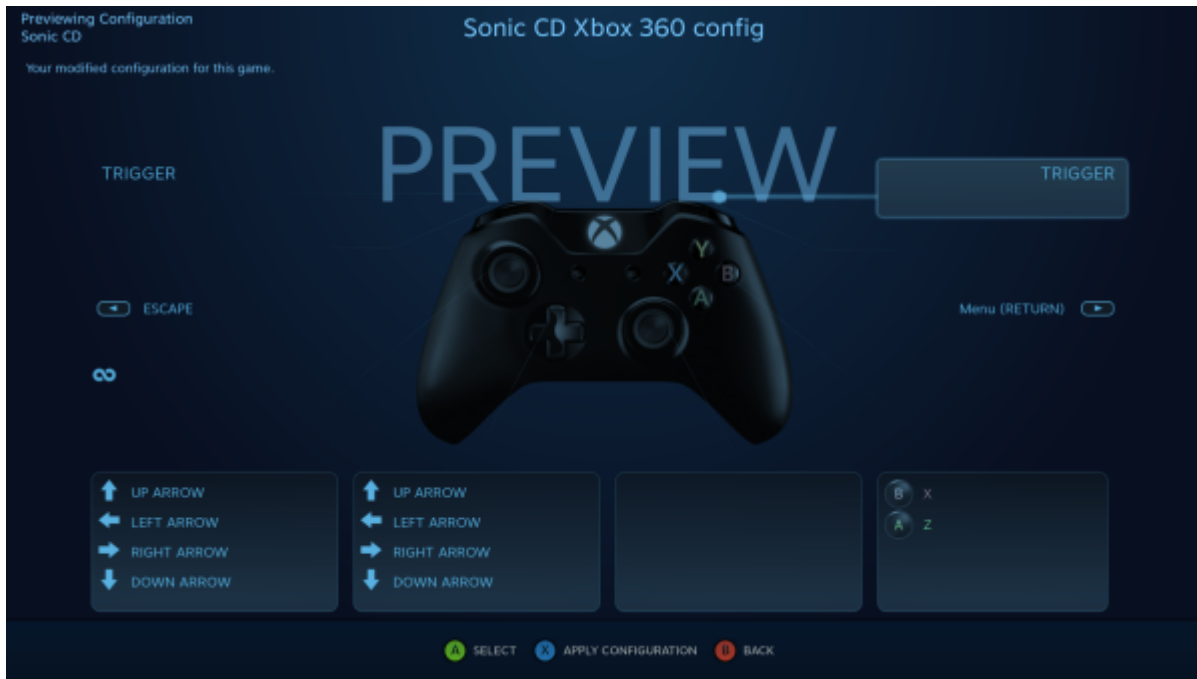 Previewing Configuration
Sonic CD
Sonic CD Xbox 360 config
Your modified configuration for this game.
PREVIEW
TRIGGER
TRIGGER
Y
X
B
A
ESCAPE
Menu (RETURN)
∞
UP ARROW
LEFT ARROW
RIGHT ARROW
DOWN ARROW
UP ARROW
LEFT ARROW
RIGHT ARROW
DOWN ARROW
B X
A Z
A SELECT X APPLY CONFIGURATION B BACK